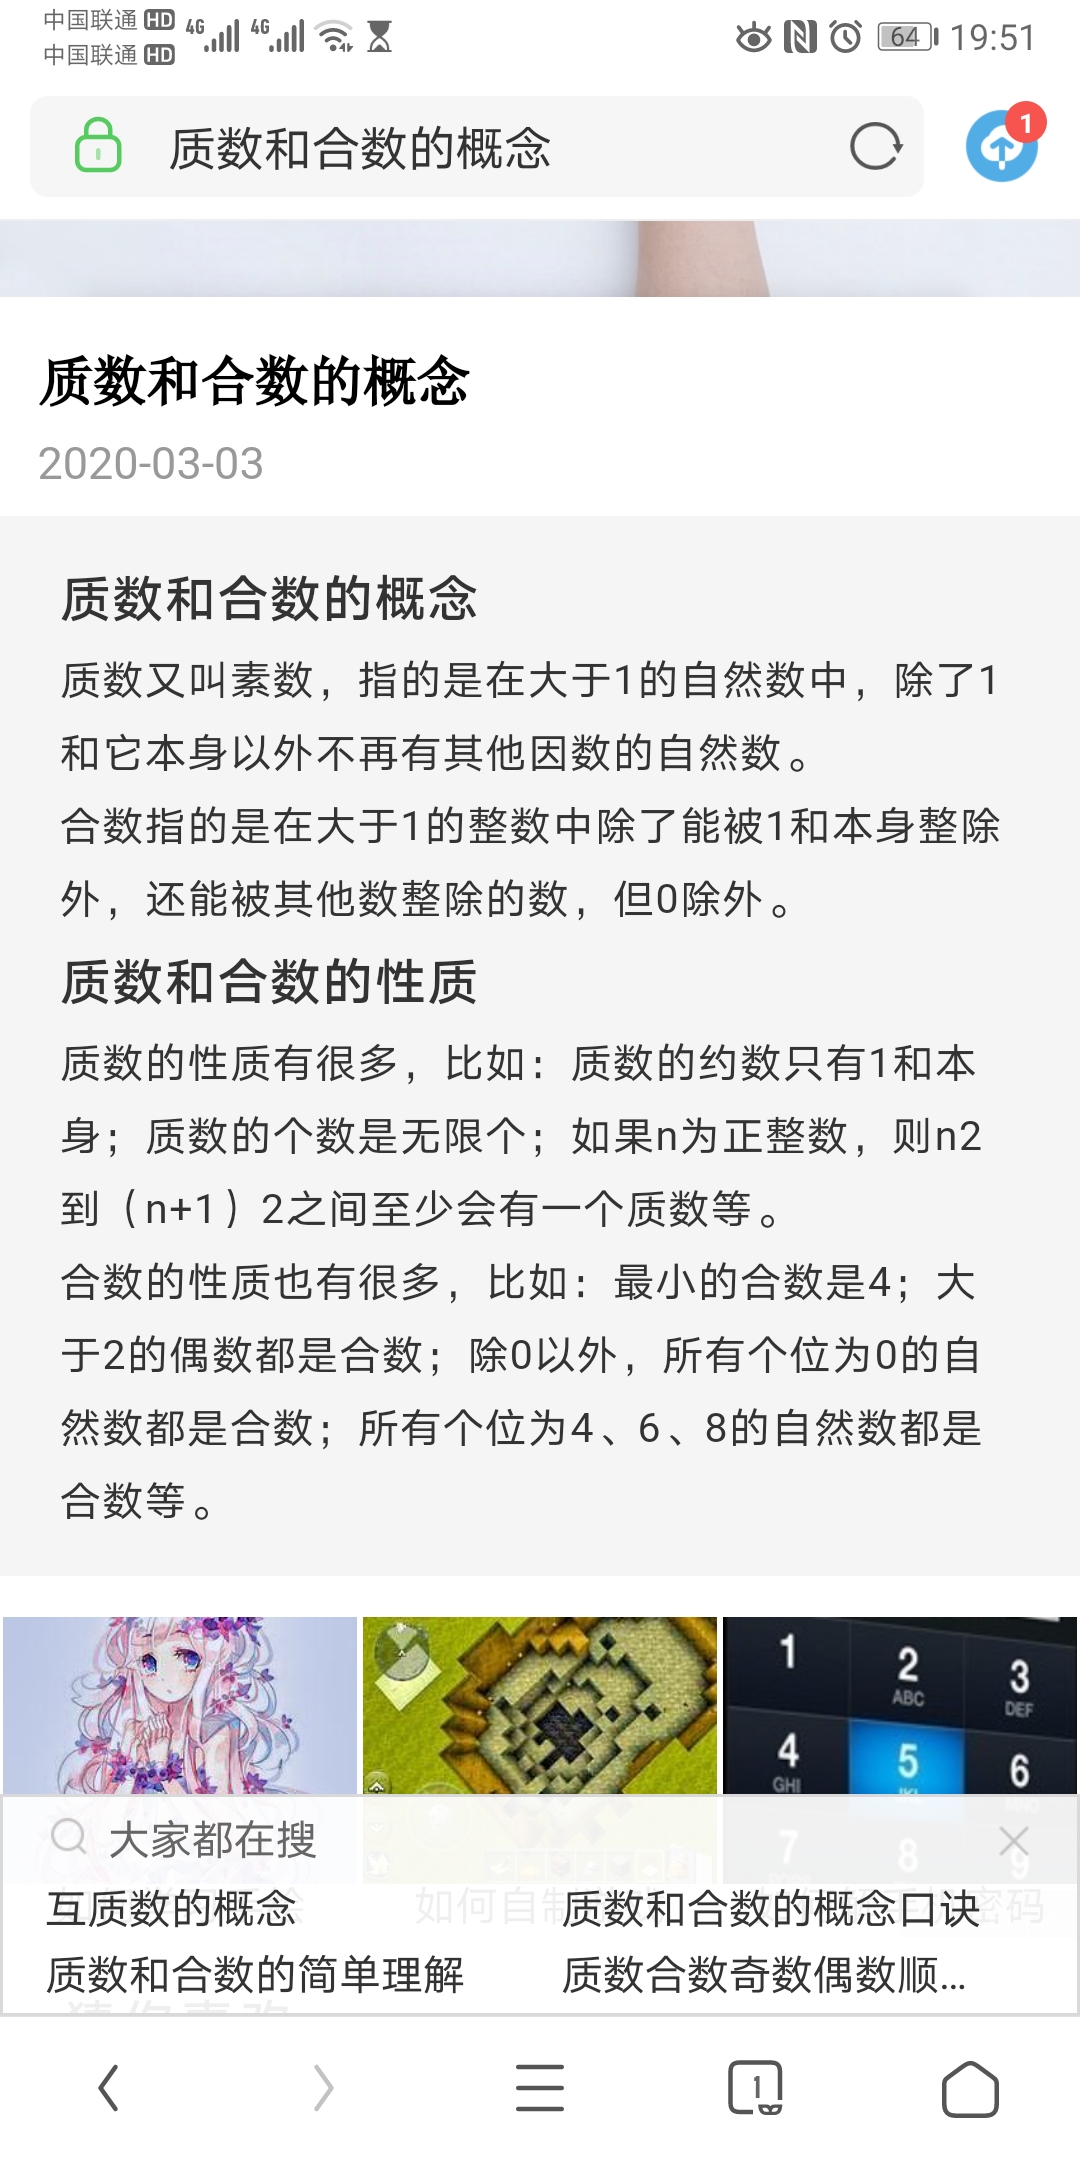 中国联通 HD 4G 4G 64 19:51
中国联通 HD
质数和合数的概念
1
质数和合数的概念
2020-03-03
质数和合数的概念
质数又叫素数，指的是在大于1的自然数中，除了1
和它本身以外不再有其他因数的自然数。
合数指的是在大于1的整数中除了能被1和本身整除
外，还能被其他数整除的数，但0除外。
质数和合数的性质
质数的性质有很多，比如：质数的约数只有1和本
身；质数的个数是无限个；如果n为正整数，则n2
到（n+1）2之间至少会有一个质数等。
合数的性质也有很多，比如：最小的合数是4；大
于2的偶数都是合数；除0以外，所有个位为0的自
然数都是合数；所有个位为4、6、8的自然数都是
合数等。
1 2 3
ABC DEF
4 5 6
GHI JKL MNO
7 8 9
大家都在搜
互质数的概念 质数和合数的概念口诀
如何自制 密码
质数和合数的简单理解 质数合数奇数偶数顺...
猜你喜欢
1